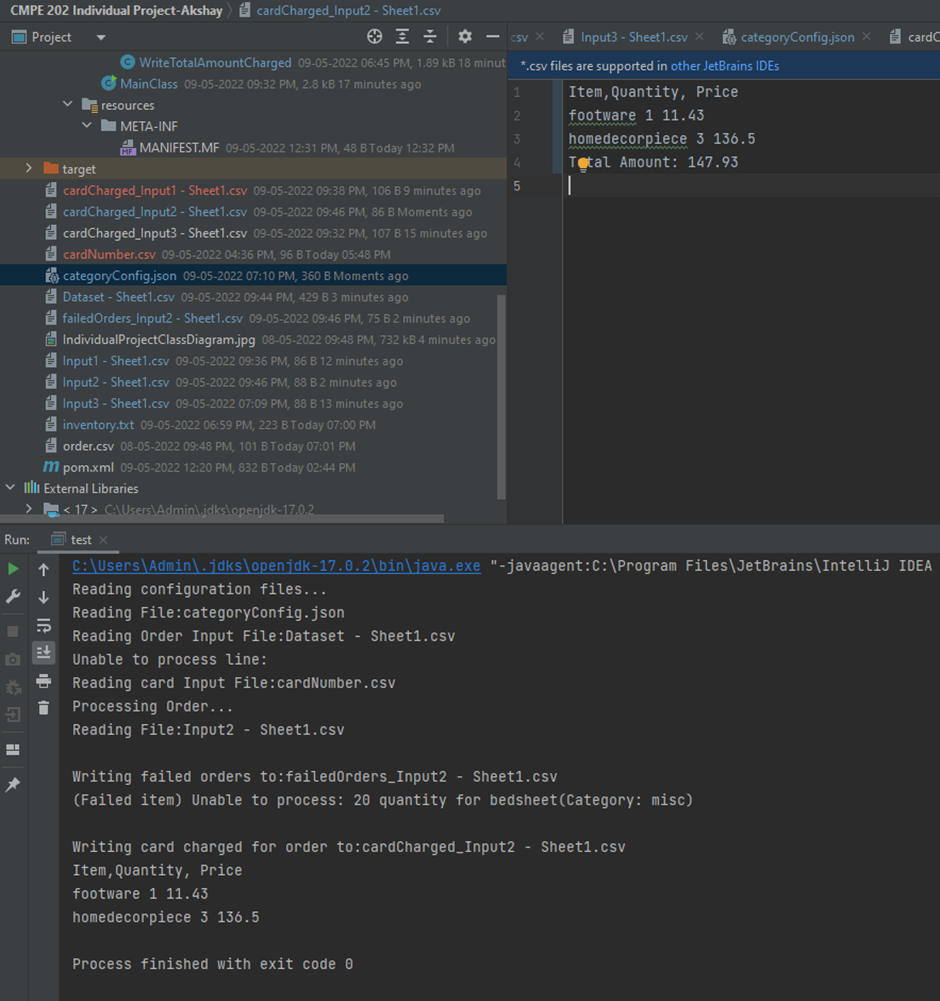 CMPE 202 Individual Project-Akshay cardCharged_Input2 - Sheet1.csv
Project
WriteTotalAmountCharged 09-05-2022 06:45 PM, 1.89 kB 18 minut
MainClass 09-05-2022 09:32 PM, 2.8 kB 17 minutes ago
resources
META-INF
MANIFEST.MF 09-05-2022 12:31 PM, 48 B Today 12:32 PM
target
cardCharged_Input1 - Sheet1.csv 09-05-2022 09:38 PM, 106 B 9 minutes ago
cardCharged_Input2 - Sheet1.csv 09-05-2022 09:46 PM, 86 B Moments ago
cardCharged_Input3 - Sheet1.csv 09-05-2022 09:32 PM, 107 B 15 minutes ago
cardNumber.csv 09-05-2022 04:36 PM, 96 B Today 05:48 PM
categoryConfig.json 09-05-2022 07:10 PM, 360 B Moments ago
Dataset - Sheet1.csv 09-05-2022 09:44 PM, 429 B 3 minutes ago
failedOrders_Input2 - Sheet1.csv 09-05-2022 09:46 PM, 75 B 2 minutes ago
IndividualProjectClassDiagram.jpg 08-05-2022 09:48 PM, 732 kB 4 minutes ago
Input1 - Sheet1.csv 09-05-2022 09:36 PM, 86 B 12 minutes ago
Input2 - Sheet1.csv 09-05-2022 09:46 PM, 88 B 2 minutes ago
Input3 - Sheet1.csv 09-05-2022 07:09 PM, 88 B 13 minutes ago
inventory.txt 09-05-2022 06:59 PM, 223 B Today 07:00 PM
order.csv 08-05-2022 09:48 PM, 101 B Today 07:01 PM
pom.xml 09-05-2022 12:20 PM, 832 B Today 02:44 PM
External Libraries
< 17 > C:\Users\Admin\.jdks\openjdk-17.0.2
csv Input3 - Sheet1.csv categoryConfig.json cardC
*.csv files are supported in other JetBrains IDEs
1 Item,Quantity, Price
2 footware 1 11.43
3 homedecorpiece 3 136.5
4 Total Amount: 147.93
5
Run: test
C:\Users\Admin\.jdks\openjdk-17.0.2\bin\java.exe "-javaagent:C:\Program Files\JetBrains\IntelliJ IDEA
Reading configuration files...
Reading File:categoryConfig.json
Reading Order Input File:Dataset - Sheet1.csv
Unable to process line:
Reading card Input File:cardNumber.csv
Processing Order...
Reading File:Input2 - Sheet1.csv
Writing failed orders to:failedOrders_Input2 - Sheet1.csv
(Failed item) Unable to process: 20 quantity for bedsheet(Category: misc)
Writing card charged for order to:cardCharged_Input2 - Sheet1.csv
Item,Quantity, Price
footware 1 11.43
homedecorpiece 3 136.5
Process finished with exit code 0